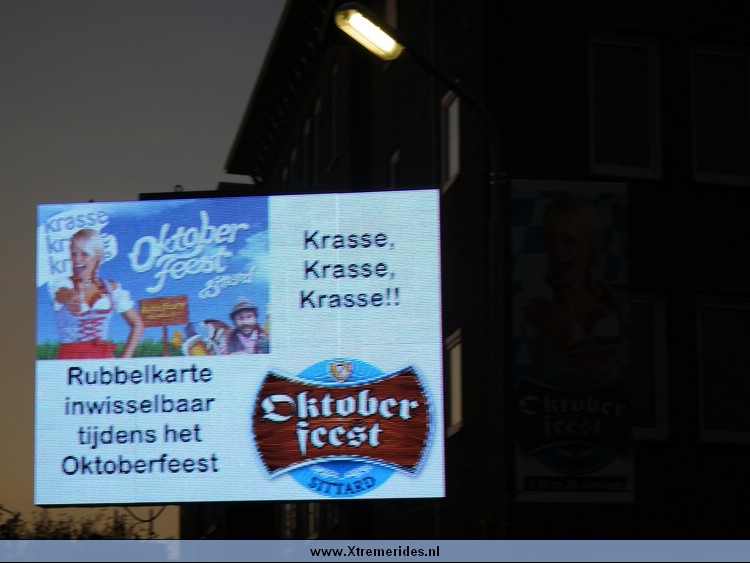 krasse
Oktober
feest
Sittard
Krasse,
Krasse,
Krasse!!
Rubbelkarte
inwisselbaar
tijdens het
Oktoberfeest
Oktober
feest
SITTARD
Oktober
feest
www.Xtremerides.nl